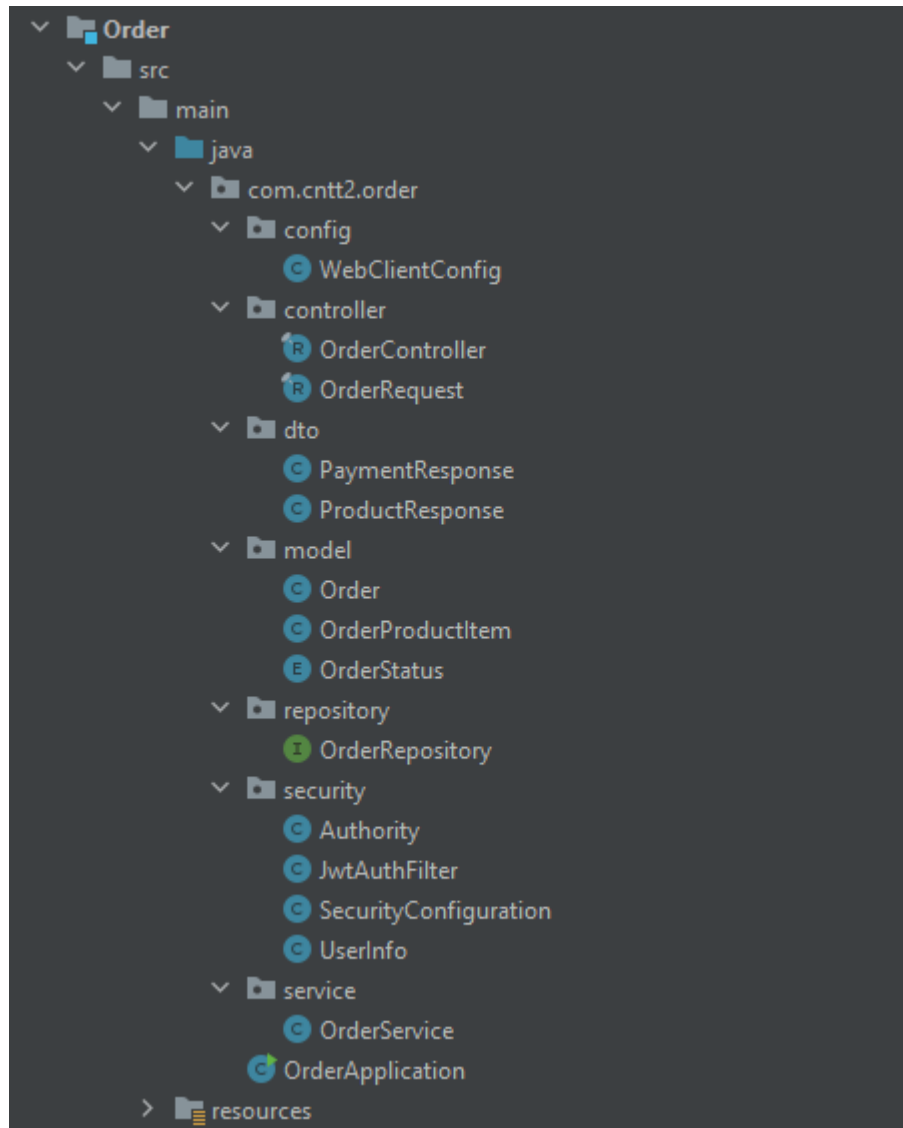 Order
src
main
java
com.cntt2.order
config
C WebClientConfig
controller
R OrderController
R OrderRequest
dto
C PaymentResponse
C ProductResponse
model
C Order
C OrderProductItem
E OrderStatus
repository
I OrderRepository
security
C Authority
C JwtAuthFilter
C SecurityConfiguration
C UserInfo
service
C OrderService
C OrderApplication
resources